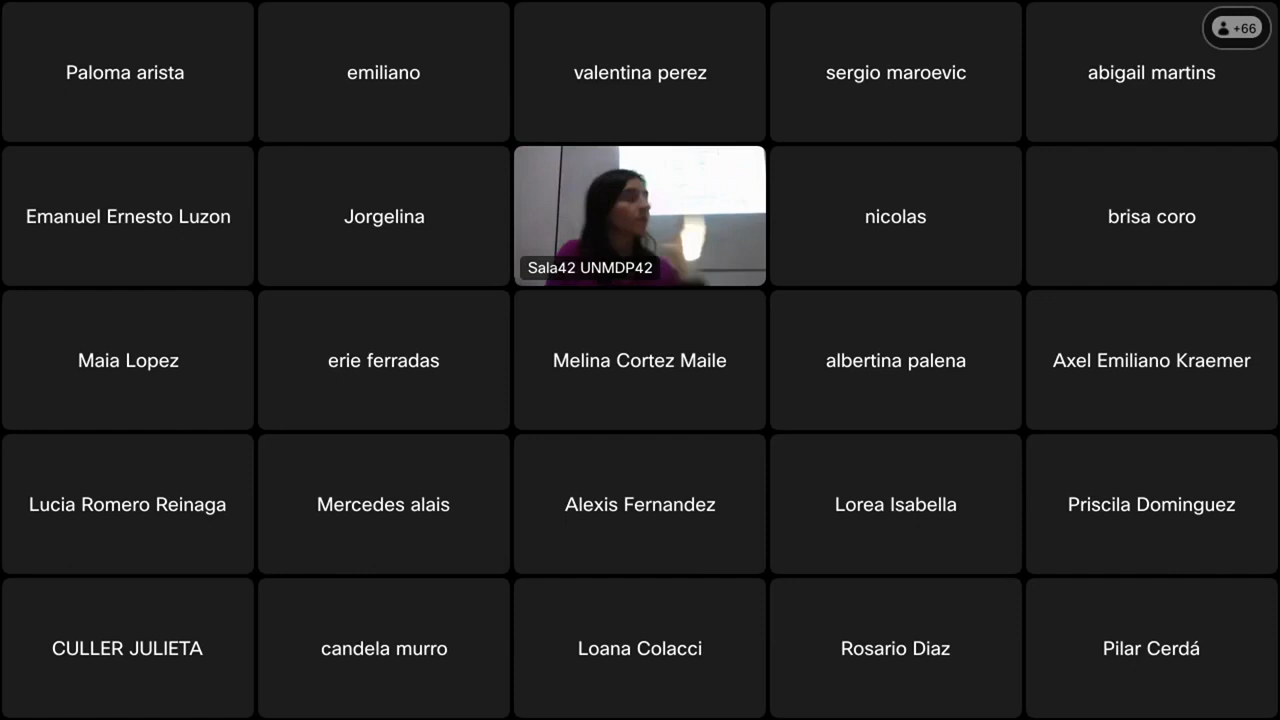 +66
Paloma arista
emiliano
valentina perez
sergio maroevic
abigail martins
Emanuel Ernesto Luzon
Jorgelina
Sala42 UNMDP42
nicolas
brisa coro
Maia Lopez
erie ferradas
Melina Cortez Maile
albertina palena
Axel Emiliano Kraemer
Lucia Romero Reinaga
Mercedes alais
Alexis Fernandez
Lorea Isabella
Priscila Dominguez
CULLER JULIETA
candela murro
Loana Colacci
Rosario Diaz
Pilar Cerdá